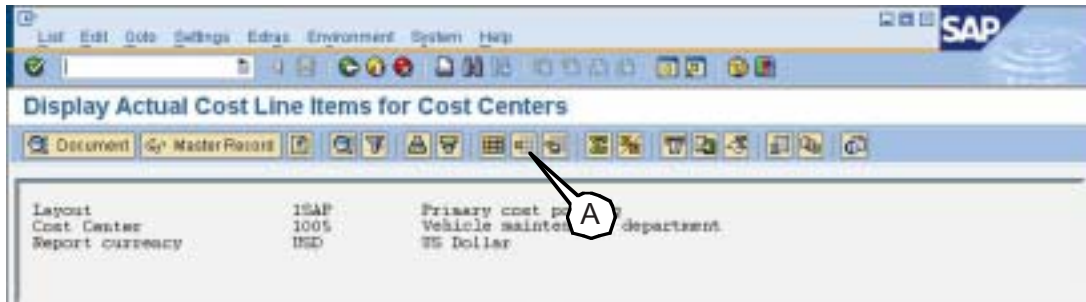 List Edit Goto Settings Extras Environment System Help
SAP
Display Actual Cost Line Items for Cost Centers
Document Master Record
Layout 1SAP Primary cost
Cost Center 1005 Vehicle department
Report currency USD US Dollar
A